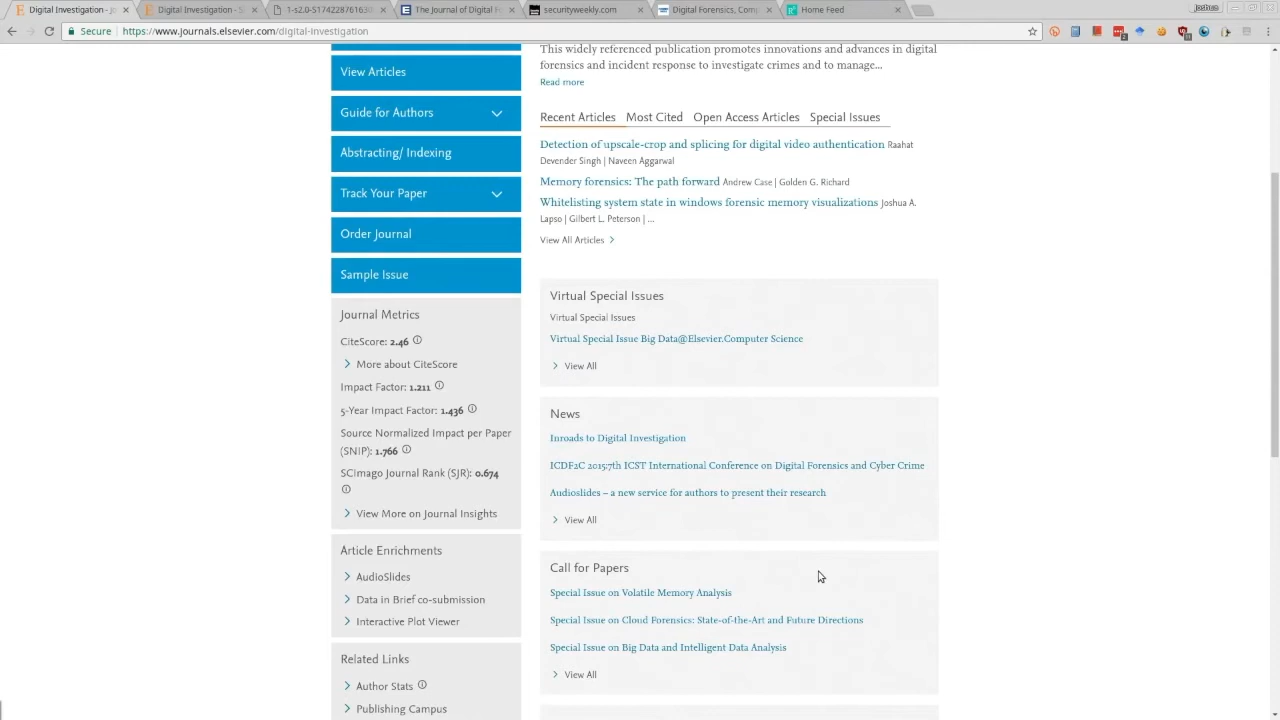 Digital Investigation - Jo
Digital Investigation - S
1-s2.0-S1742287616300
The Journal of Digital Fo
securityweekly.com
Digital Forensics, Comp
Home Feed
Joshua
Secure
https://www.journals.elsevier.com/digital-investigation
View Articles
Guide for Authors
Abstracting/ Indexing
Track Your Paper
Order Journal
Sample Issue
Journal Metrics
CiteScore: 2.46
More about CiteScore
Impact Factor: 1.211
5-Year Impact Factor: 1.436
Source Normalized Impact per Paper
(SNIP): 1.766
SCImago Journal Rank (SJR): 0.674
View More on Journal Insights
Article Enrichments
AudioSlides
Data in Brief co-submission
Interactive Plot Viewer
Related Links
Author Stats
Publishing Campus
This widely referenced publication promotes innovations and advances in digital
forensics and incident response to investigate crimes and to manage...
Read more
Recent Articles Most Cited Open Access Articles Special Issues
Detection of upscale-crop and splicing for digital video authentication Raahat
Devender Singh | Naveen Aggarwal
Memory forensics: The path forward Andrew Case | Golden G. Richard
Whitelisting system state in windows forensic memory visualizations Joshua A.
Lapso | Gilbert L. Peterson | ...
View All Articles
Virtual Special Issues
Virtual Special Issues
Virtual Special Issue Big Data@Elsevier.Computer Science
View All
News
Inroads to Digital Investigation
ICDF2C 2015:7th ICST International Conference on Digital Forensics and Cyber Crime
Audioslides – a new service for authors to present their research
View All
Call for Papers
Special Issue on Volatile Memory Analysis
Special Issue on Cloud Forensics: State-of-the-Art and Future Directions
Special Issue on Big Data and Intelligent Data Analysis
View All